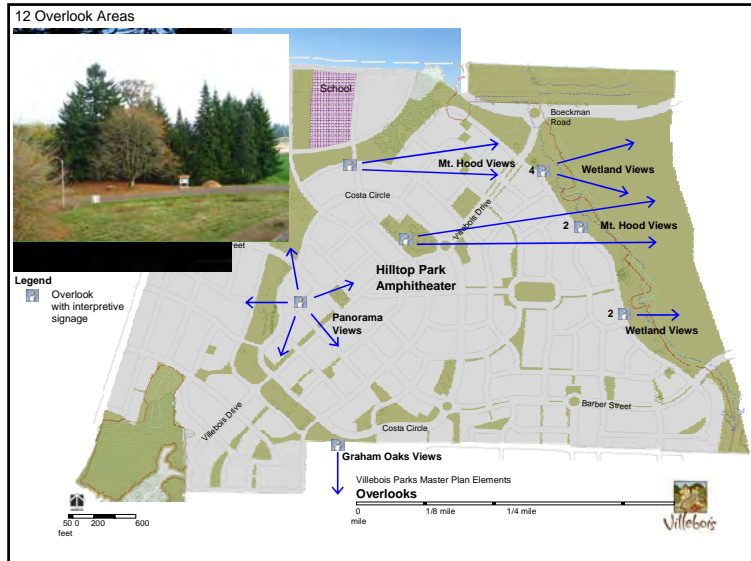 12 Overlook Areas
School
Boeckman
Road
Mt. Hood Views
4
Wetland Views
Costa Circle
Villebois Drive
2
Mt. Hood Views
eet
Hilltop Park
Amphitheater
Legend
Overlook
with interpretive
signage
Panorama
Views
2
Wetland Views
Villebois Drive
Barber Street
Costa Circle
Graham Oaks Views
Villebois Parks Master Plan Elements
Overlooks
0
mile
1/8 mile
1/4 mile
50 0 200 600
feet
Villebois